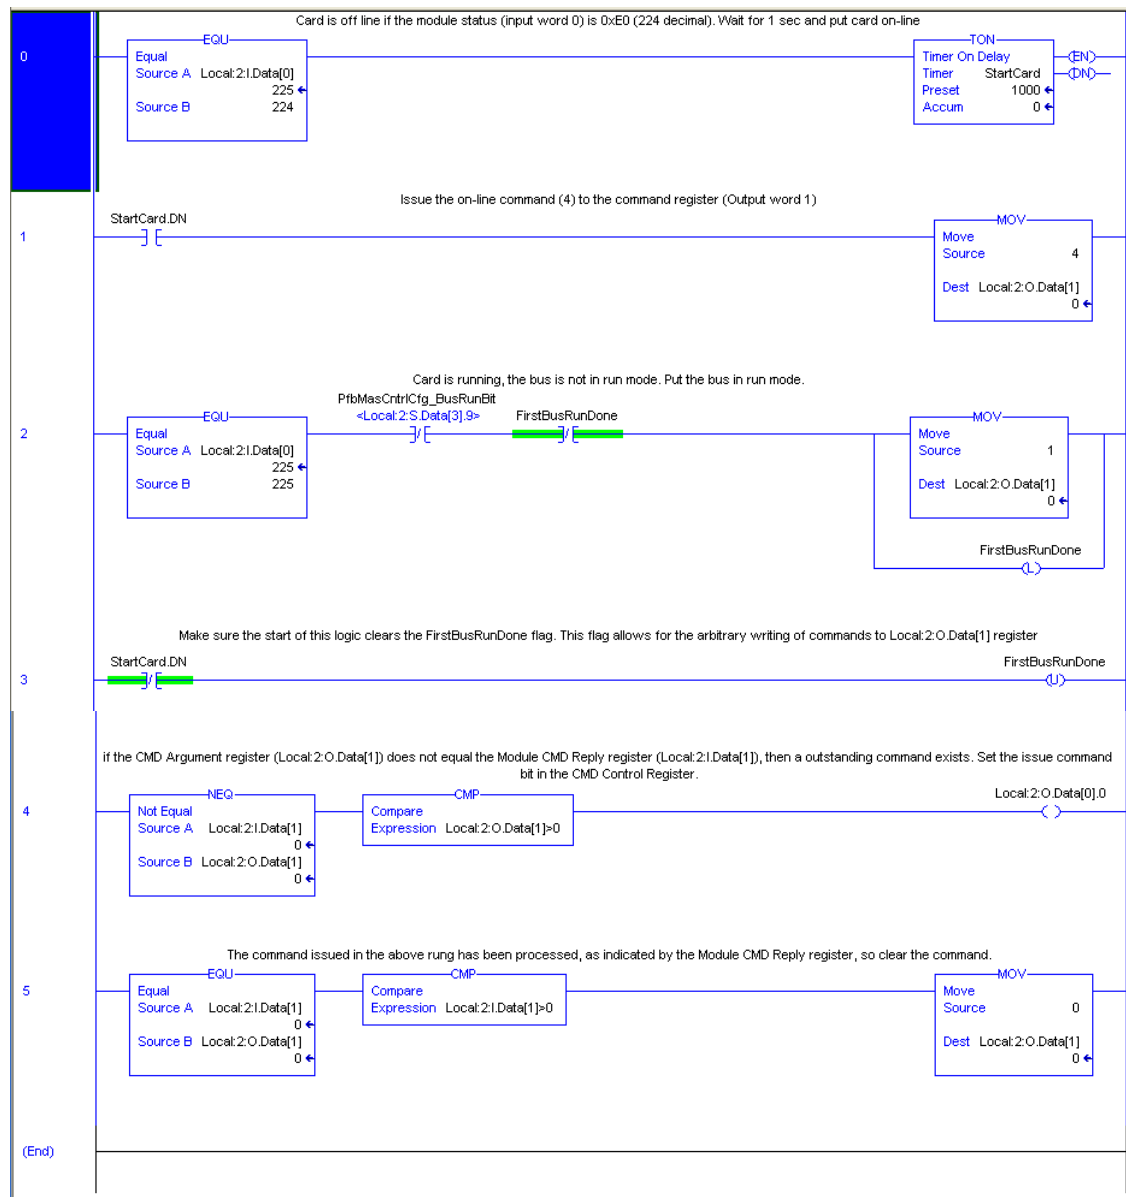 Card is off line if the module status (input word 0) is 0xE0 (224 decimal). Wait for 1 sec and put card on-line
0
EQU
Equal
Source A Local:2:I.Data[0]
225
Source B 224
TON
Timer On Delay
Timer StartCard
Preset 1000
Accum 0
EN
DN
Issue the on-line command (4) to the command register (Output word 1)
1
StartCard.DN
MOV
Move
Source 4
Dest Local:2:O.Data[1]
0
Card is running, the bus is not in run mode. Put the bus in run mode.
2
EQU
Equal
Source A Local:2:I.Data[0]
225
Source B 225
PfbMasCntrlCfg_BusRunBit
<Local:2:S.Data[3].9>
/
FirstBusRunDone
/
MOV
Move
Source 1
Dest Local:2:O.Data[1]
0
FirstBusRunDone
L
Make sure the start of this logic clears the FirstBusRunDone flag. This flag allows for the arbitrary writing of commands to Local:2:O.Data[1] register
3
StartCard.DN
/
FirstBusRunDone
U
if the CMD Argument register (Local:2:O.Data[1]) does not equal the Module CMD Reply register (Local:2:I.Data[1]), then a outstanding command exists. Set the issue command
bit in the CMD Control Register.
4
NEQ
Not Equal
Source A Local:2:I.Data[1]
0
Source B Local:2:O.Data[1]
0
CMP
Compare
Expression Local:2:O.Data[1]>0
Local:2:O.Data[0].0
The command issued in the above rung has been processed, as indicated by the Module CMD Reply register, so clear the command.
5
EQU
Equal
Source A Local:2:I.Data[1]
0
Source B Local:2:O.Data[1]
0
CMP
Compare
Expression Local:2:I.Data[1]>0
MOV
Move
Source 0
Dest Local:2:O.Data[1]
0
(End)